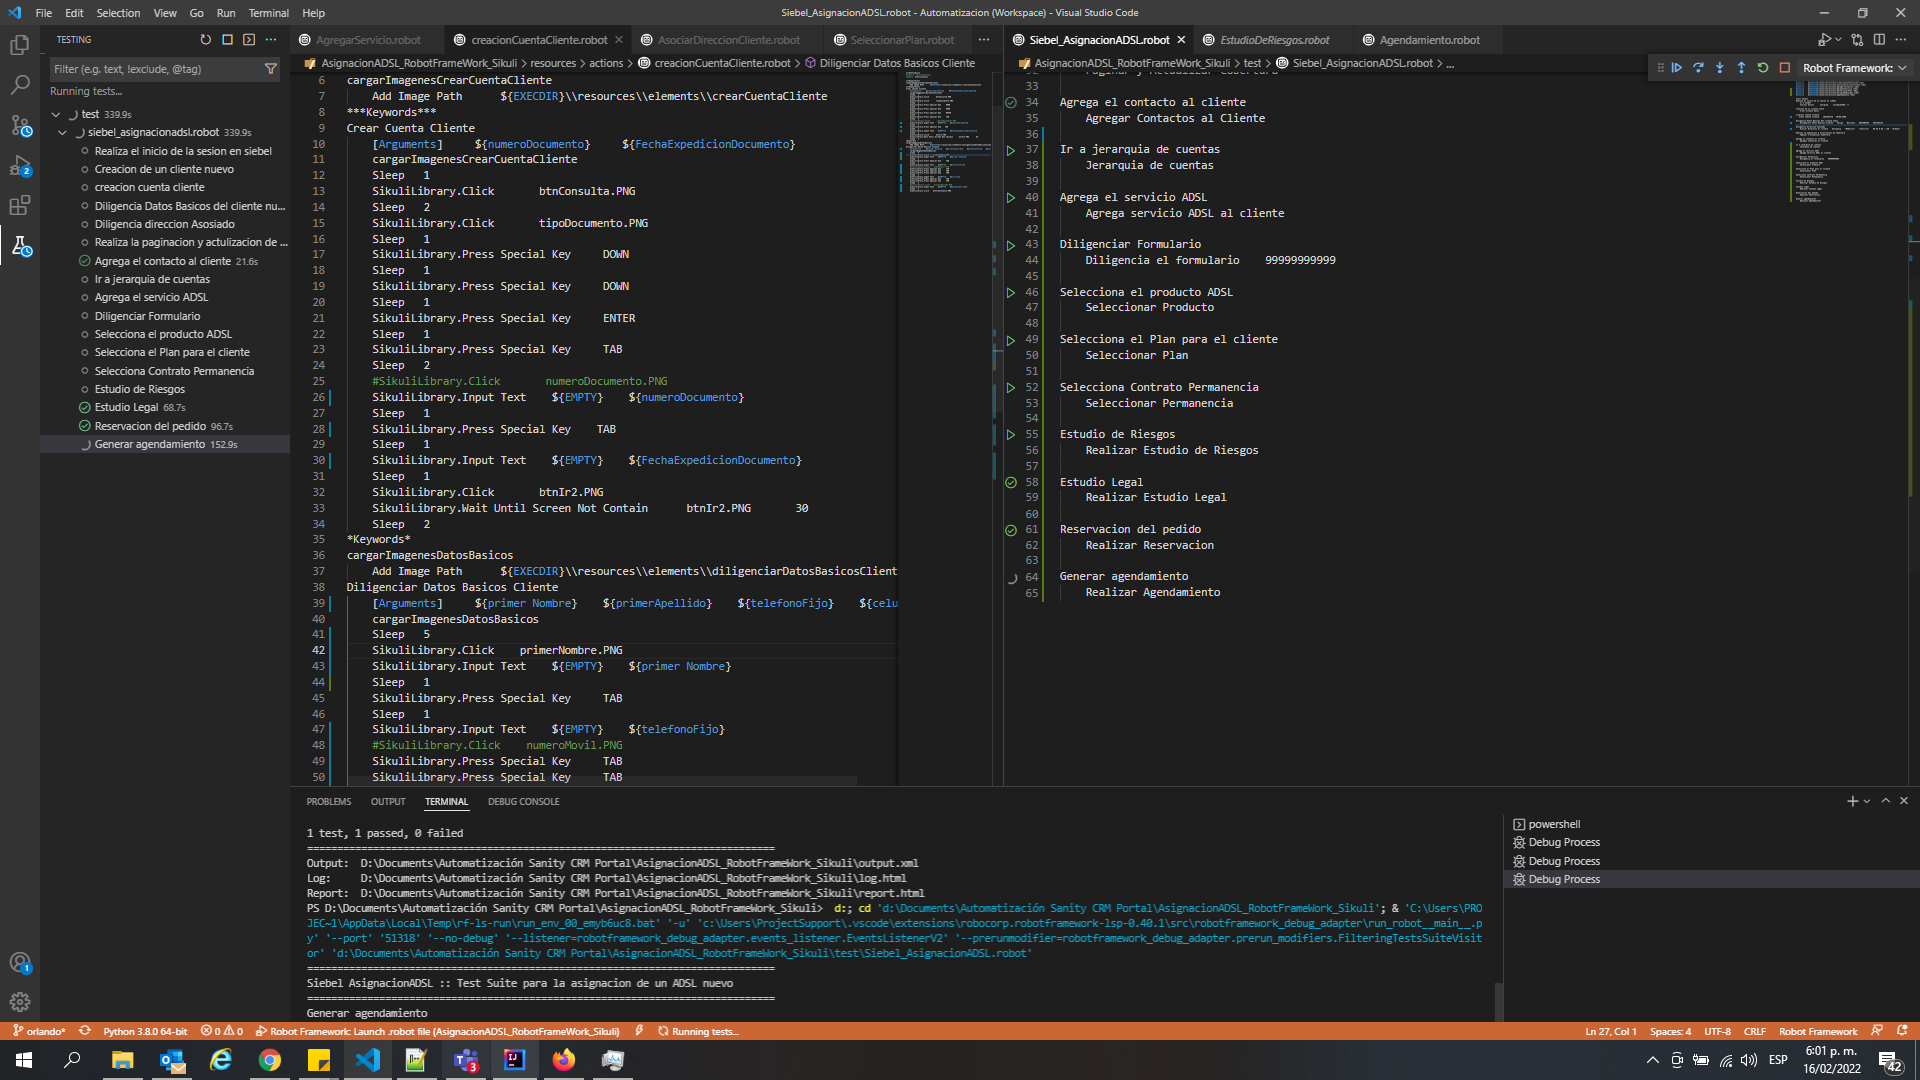 File Edit Selection View Go Run Terminal Help
Siebel_AsignacionADSL.robot - Automatizacion (Workspace) - Visual Studio Code
TESTING
Filter (e.g. text, !exclude, @tag)
Running tests...
test 339.9s
siebel_asignacionadsl.robot 339.9s
Realiza el inicio de la sesion en siebel
Creacion de un cliente nuevo
creacion cuenta cliente
Diligencia Datos Basicos del cliente nu...
Diligencia direccion Asosiado
Realiza la paginacion y actulizacion de ...
Agrega el contacto al cliente 21.6s
Ir a jerarquia de cuentas
Agrega el servicio ADSL
Diligenciar Formulario
Selecciona el producto ADSL
Selecciona el Plan para el cliente
Selecciona Contrato Permanencia
Estudio de Riesgos
Estudio Legal 68.7s
Reservacion del pedido 96.7s
Generar agendamiento 152.9s
AgregarServicio.robot creacionCuentaCliente.robot AsociarDireccionCliente.robot SeleccionarPlan.robot
AsignacionADSL_RobotFrameWork_Sikuli > resources > actions > creacionCuentaCliente.robot > Diligenciar Datos Basicos Cliente
6 cargarImagenesCrearCuentaCliente
7 Add Image Path ${EXECDIR}\\resources\\elements\\crearCuentaCliente
8 ***Keywords***
9 Crear Cuenta Cliente
10 [Arguments] ${numeroDocumento} ${FechaExpedicionDocumento}
11 cargarImagenesCrearCuentaCliente
12 Sleep 1
13 SikuliLibrary.Click btnConsulta.PNG
14 Sleep 2
15 SikuliLibrary.Click tipoDocumento.PNG
16 Sleep 1
17 SikuliLibrary.Press Special Key DOWN
18 Sleep 1
19 SikuliLibrary.Press Special Key DOWN
20 Sleep 1
21 SikuliLibrary.Press Special Key ENTER
22 Sleep 1
23 SikuliLibrary.Press Special Key TAB
24 Sleep 2
25 #SikuliLibrary.Click numeroDocumento.PNG
26 SikuliLibrary.Input Text ${EMPTY} ${numeroDocumento}
27 Sleep 1
28 SikuliLibrary.Press Special Key TAB
29 Sleep 1
30 SikuliLibrary.Input Text ${EMPTY} ${FechaExpedicionDocumento}
31 Sleep 1
32 SikuliLibrary.Click btnIr2.PNG
33 SikuliLibrary.Wait Until Screen Not Contain btnIr2.PNG 30
34 Sleep 2
35 *Keywords*
36 cargarImagenesDatosBasicos
37 Add Image Path ${EXECDIR}\\resources\\elements\\diligenciarDatosBasicosClient
38 Diligenciar Datos Basicos Cliente
39 [Arguments] ${primer Nombre} ${primerApellido} ${telefonoFijo} ${celu
40 cargarImagenesDatosBasicos
41 Sleep 5
42 SikuliLibrary.Click primerNombre.PNG
43 SikuliLibrary.Input Text ${EMPTY} ${primer Nombre}
44 Sleep 1
45 SikuliLibrary.Press Special Key TAB
46 Sleep 1
47 SikuliLibrary.Input Text ${EMPTY} ${telefonoFijo}
48 #SikuliLibrary.Click numeroMovil.PNG
49 SikuliLibrary.Press Special Key TAB
50 SikuliLibrary.Press Special Key TAB
Siebel_AsignacionADSL.robot EstudioDeRiesgos.robot Agendamiento.robot
AsignacionADSL_RobotFrameWork_Sikuli > test > Siebel_AsignacionADSL.robot > ...
Robot Framework:
33
34 Agrega el contacto al cliente
35 Agregar Contactos al Cliente
36
37 Ir a jerarquia de cuentas
38 Jerarquia de cuentas
39
40 Agrega el servicio ADSL
41 Agrega servicio ADSL al cliente
42
43 Diligenciar Formulario
44 Diligencia el formulario 99999999999
45
46 Selecciona el producto ADSL
47 Seleccionar Producto
48
49 Selecciona el Plan para el cliente
50 Seleccionar Plan
51
52 Selecciona Contrato Permanencia
53 Seleccionar Permanencia
54
55 Estudio de Riesgos
56 Realizar Estudio de Riesgos
57
58 Estudio Legal
59 Realizar Estudio Legal
60
61 Reservacion del pedido
62 Realizar Reservacion
63
64 Generar agendamiento
65 Realizar Agendamiento
PROBLEMS OUTPUT TERMINAL DEBUG CONSOLE
1 test, 1 passed, 0 failed
==============================================================================
Output: D:\Documents\Automatización Sanity CRM Portal\AsignacionADSL_RobotFrameWork_Sikuli\output.xml
Log: D:\Documents\Automatización Sanity CRM Portal\AsignacionADSL_RobotFrameWork_Sikuli\log.html
Report: D:\Documents\Automatización Sanity CRM Portal\AsignacionADSL_RobotFrameWork_Sikuli\report.html
PS D:\Documents\Automatización Sanity CRM Portal\AsignacionADSL_RobotFrameWork_Sikuli> d:; cd 'd:\Documents\Automatización Sanity CRM Portal\AsignacionADSL_RobotFrameWork_Sikuli'; & 'C:\Users\PRO
JEC~1\AppData\Local\Temp\rf-ls-run\run_env_00_emyb6uc8.bat' '-u' 'c:\Users\ProjectSupport\.vscode\extensions\robocorp.robotframework-lsp-0.40.1\src\robotframework_debug_adapter\run_robot__main__.p
y' '--port' '51318' '--no-debug' '--listener=robotframework_debug_adapter.events_listener.EventsListenerV2' '--prerunmodifier=robotframework_debug_adapter.prerun_modifiers.FilteringTestsSuiteVisit
or' 'd:\Documents\Automatización Sanity CRM Portal\AsignacionADSL_RobotFrameWork_Sikuli\test\Siebel_AsignacionADSL.robot'
==============================================================================
Siebel AsignacionADSL :: Test Suite para la asignacion de un ADSL nuevo
==============================================================================
Generar agendamiento
powershell
Debug Process
Debug Process
Debug Process
orlando* Python 3.8.0 64-bit 0 0 Robot Framework: Launch .robot file (AsignacionADSL_RobotFrameWork_Sikuli) Running tests... Ln 27, Col 1 Spaces: 4 UTF-8 CRLF Robot Framework
ESP
6:01 p. m.
16/02/2022
42